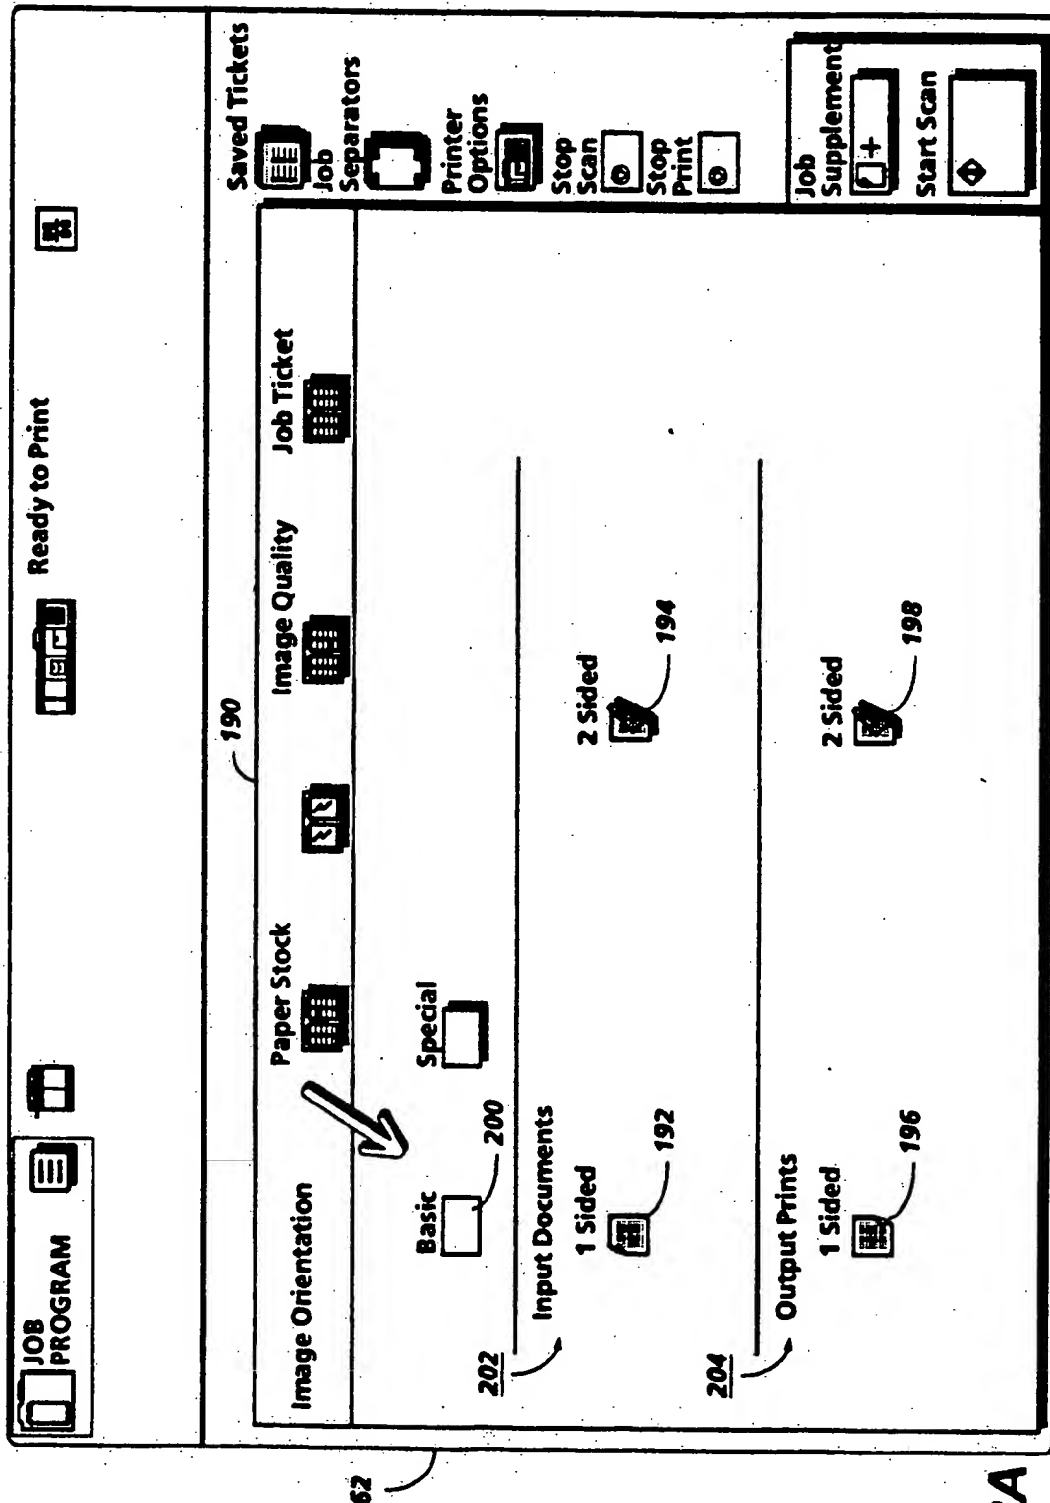 JOB
PROGRAM
Ready to Print
190
Saved Tickets
Job
Separators
Printer
Options
Stop
Scan
Stop
Print
Job
Supplement
Start Scan
Image Orientation
Paper Stock
Image Quality
Job Ticket
Basic
Special
200
202
Input Documents
1 Sided
192
2 Sided
194
204
Output Prints
1 Sided
196
2 Sided
198
62
A